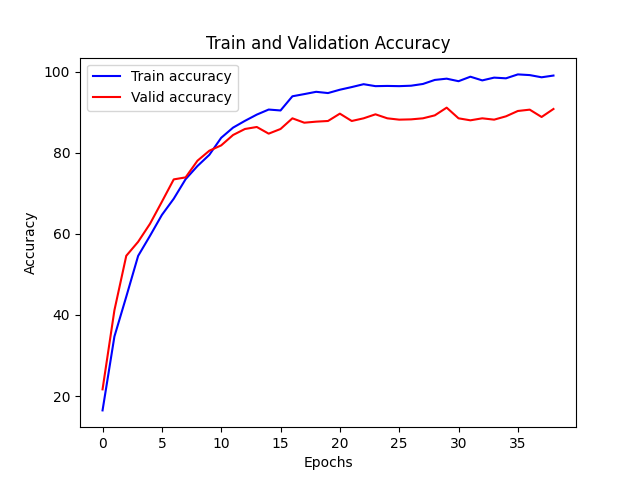 Train and Validation Accuracy
Train accuracy
Valid accuracy
100
80
60
40
20
Accuracy
0 5 10 15 20 25 30 35
Epochs